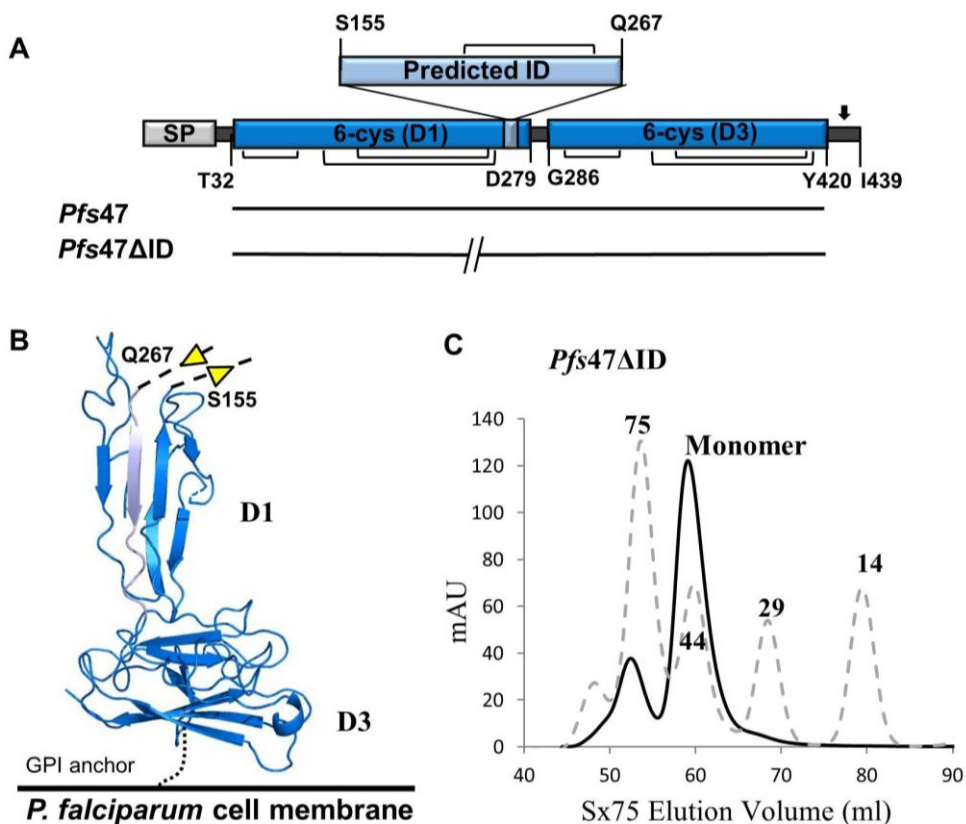 A
S155
Q267
Predicted ID
SP
6-cys (D1)
6-cys (D3)
T32
D279
G286
Y420
I439
Pfs47
Pfs47ΔID
B
Q267
S155
D1
D3
GPI anchor
P. falciparum cell membrane
C
Pfs47ΔID
140
120
100
80
60
40
20
0
mAU
75
Monomer
44
29
14
40
50
60
70
80
90
Sx75 Elution Volume (ml)